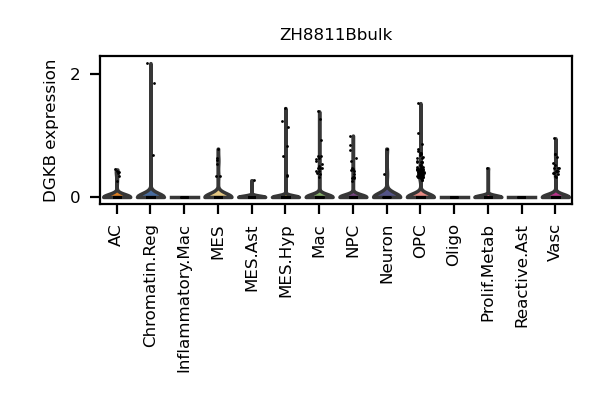 ZH8811Bbulk
DGKB expression
2
0
AC
Chromatin.Reg
Inflammatory.Mac
MES
MES.Ast
MES.Hyp
Mac
NPC
Neuron
OPC
Oligo
Prolif.Metab
Reactive.Ast
Vasc